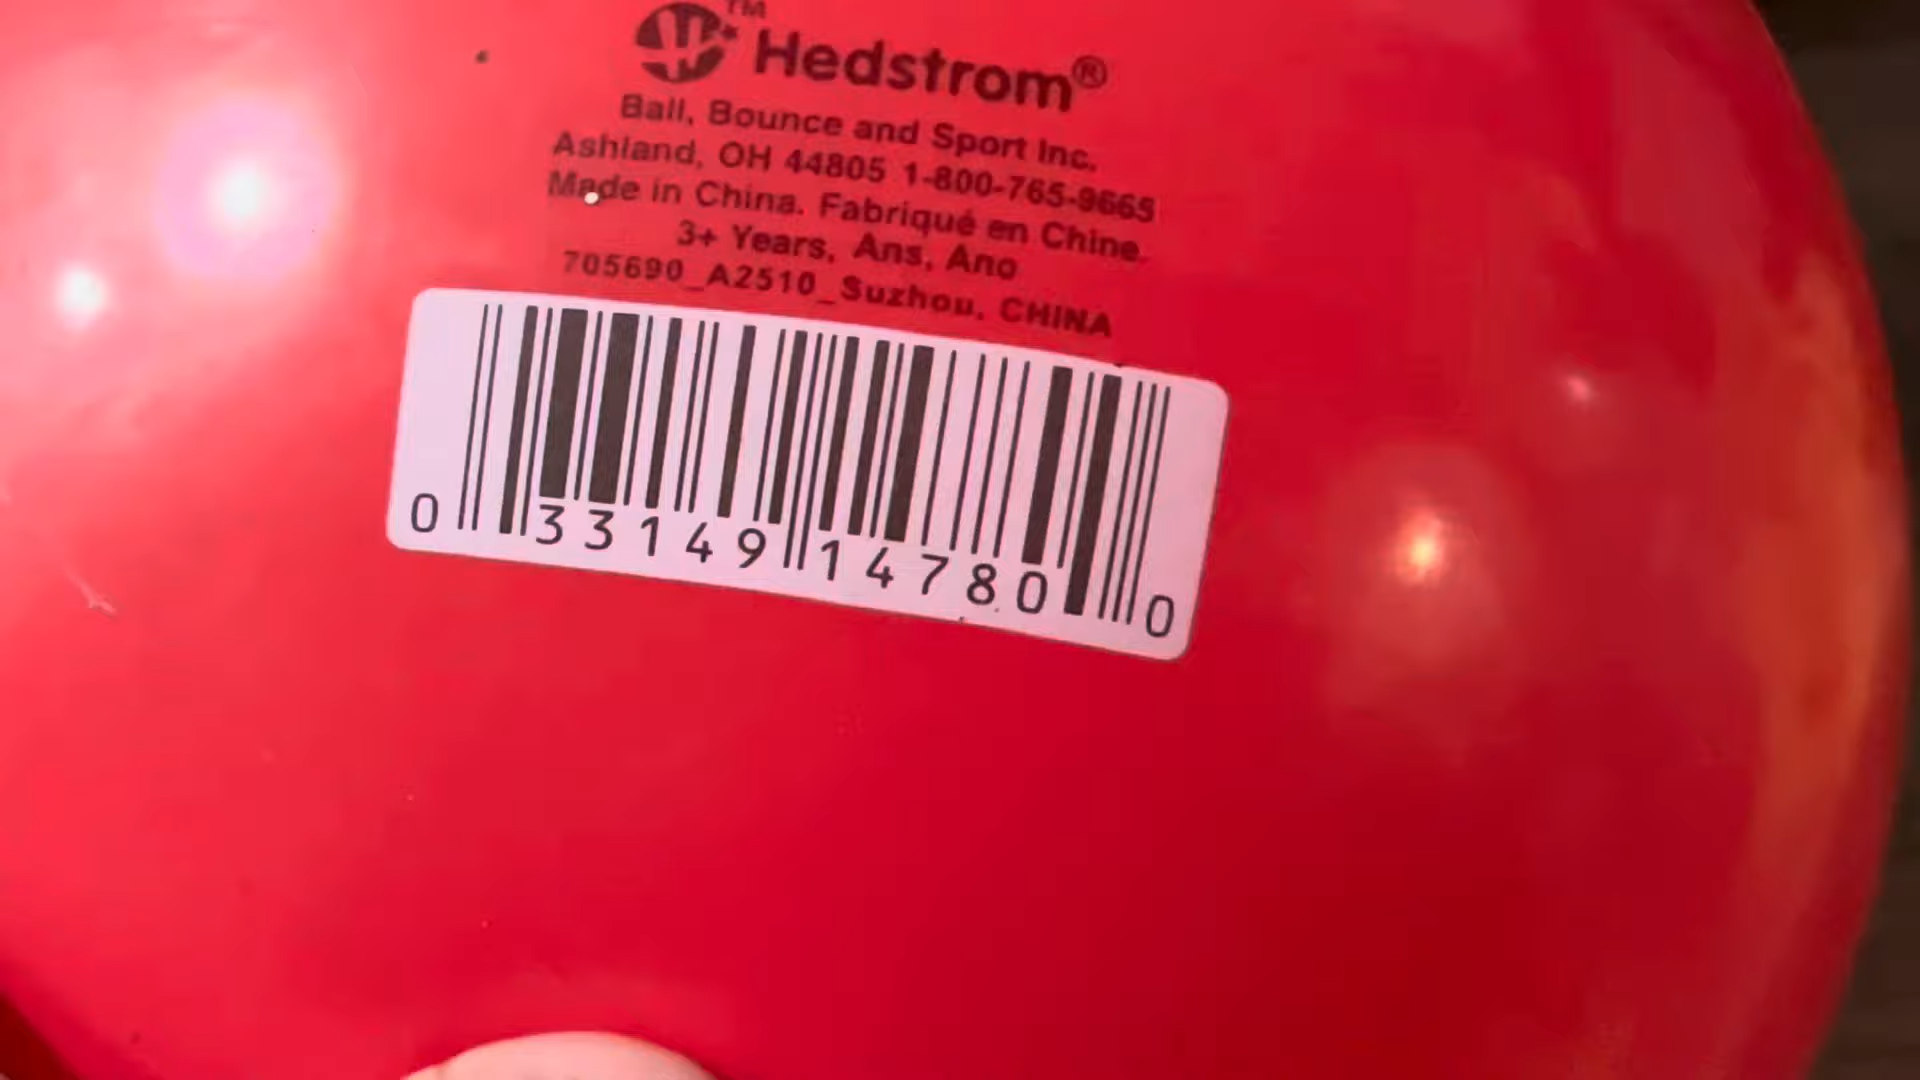 TM
Hedstrom®
Ball, Bounce and Sport Inc.
Ashland, OH 44805 1-800-765-9665
Made in China. Fabriqué en Chine.
3+ Years, Ans, Ano
705690_A2510_Suzhou, CHINA
0 33149 14780 0